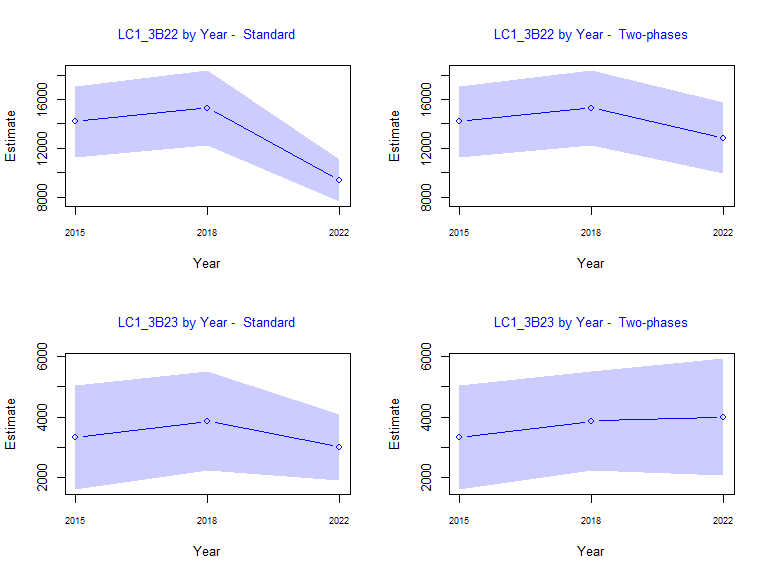 LC1_3B22 by Year -  Standard
Estimate
8000
12000
16000
2015
2018
2022
Year
LC1_3B22 by Year -  Two-phases
Estimate
8000
12000
16000
2015
2018
2022
Year
LC1_3B23 by Year -  Standard
Estimate
2000
4000
6000
2015
2018
2022
Year
LC1_3B23 by Year -  Two-phases
Estimate
2000
4000
6000
2015
2018
2022
Year